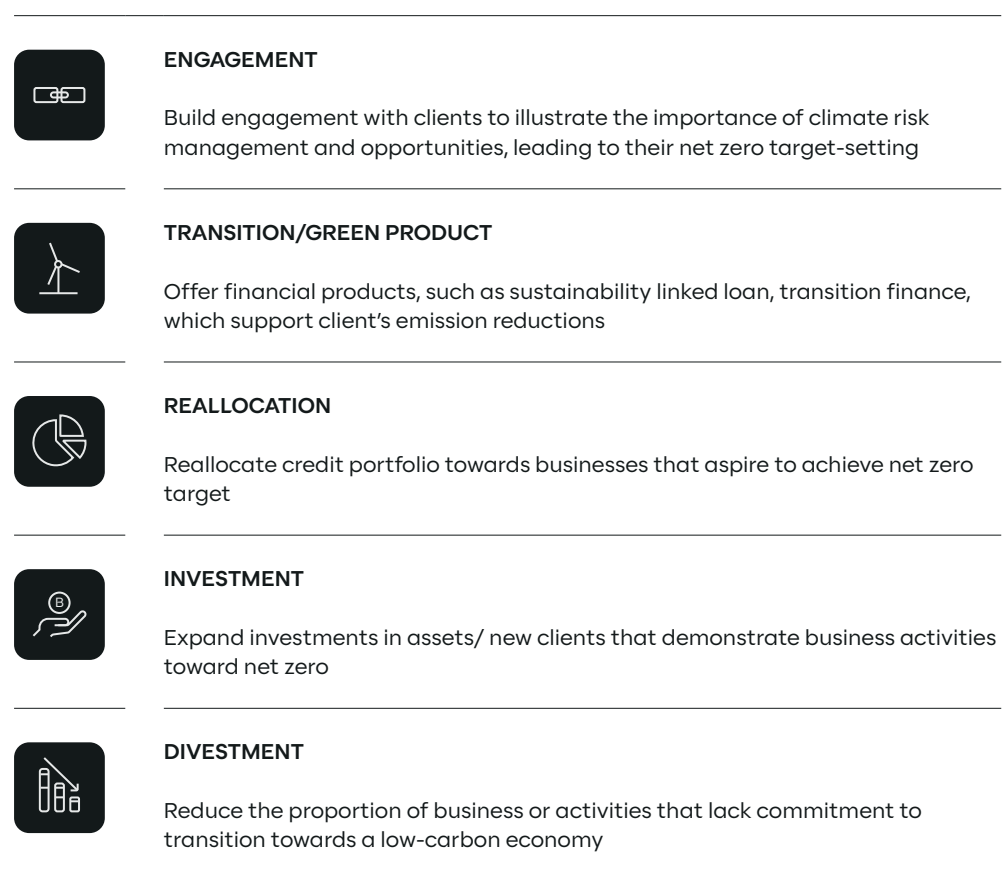 ENGAGEMENT
Build engagement with clients to illustrate the importance of climate risk
management and opportunities, leading to their net zero target-setting
TRANSITION/GREEN PRODUCT
Offer financial products, such as sustainability linked loan, transition finance,
which support client's emission reductions
REALLOCATION
Reallocate credit portfolio towards businesses that aspire to achieve net zero
target
B
INVESTMENT
Expand investments in assets/ new clients that demonstrate business activities
toward net zero
DIVESTMENT
Reduce the proportion of business or activities that lack commitment to
transition towards a low-carbon economy